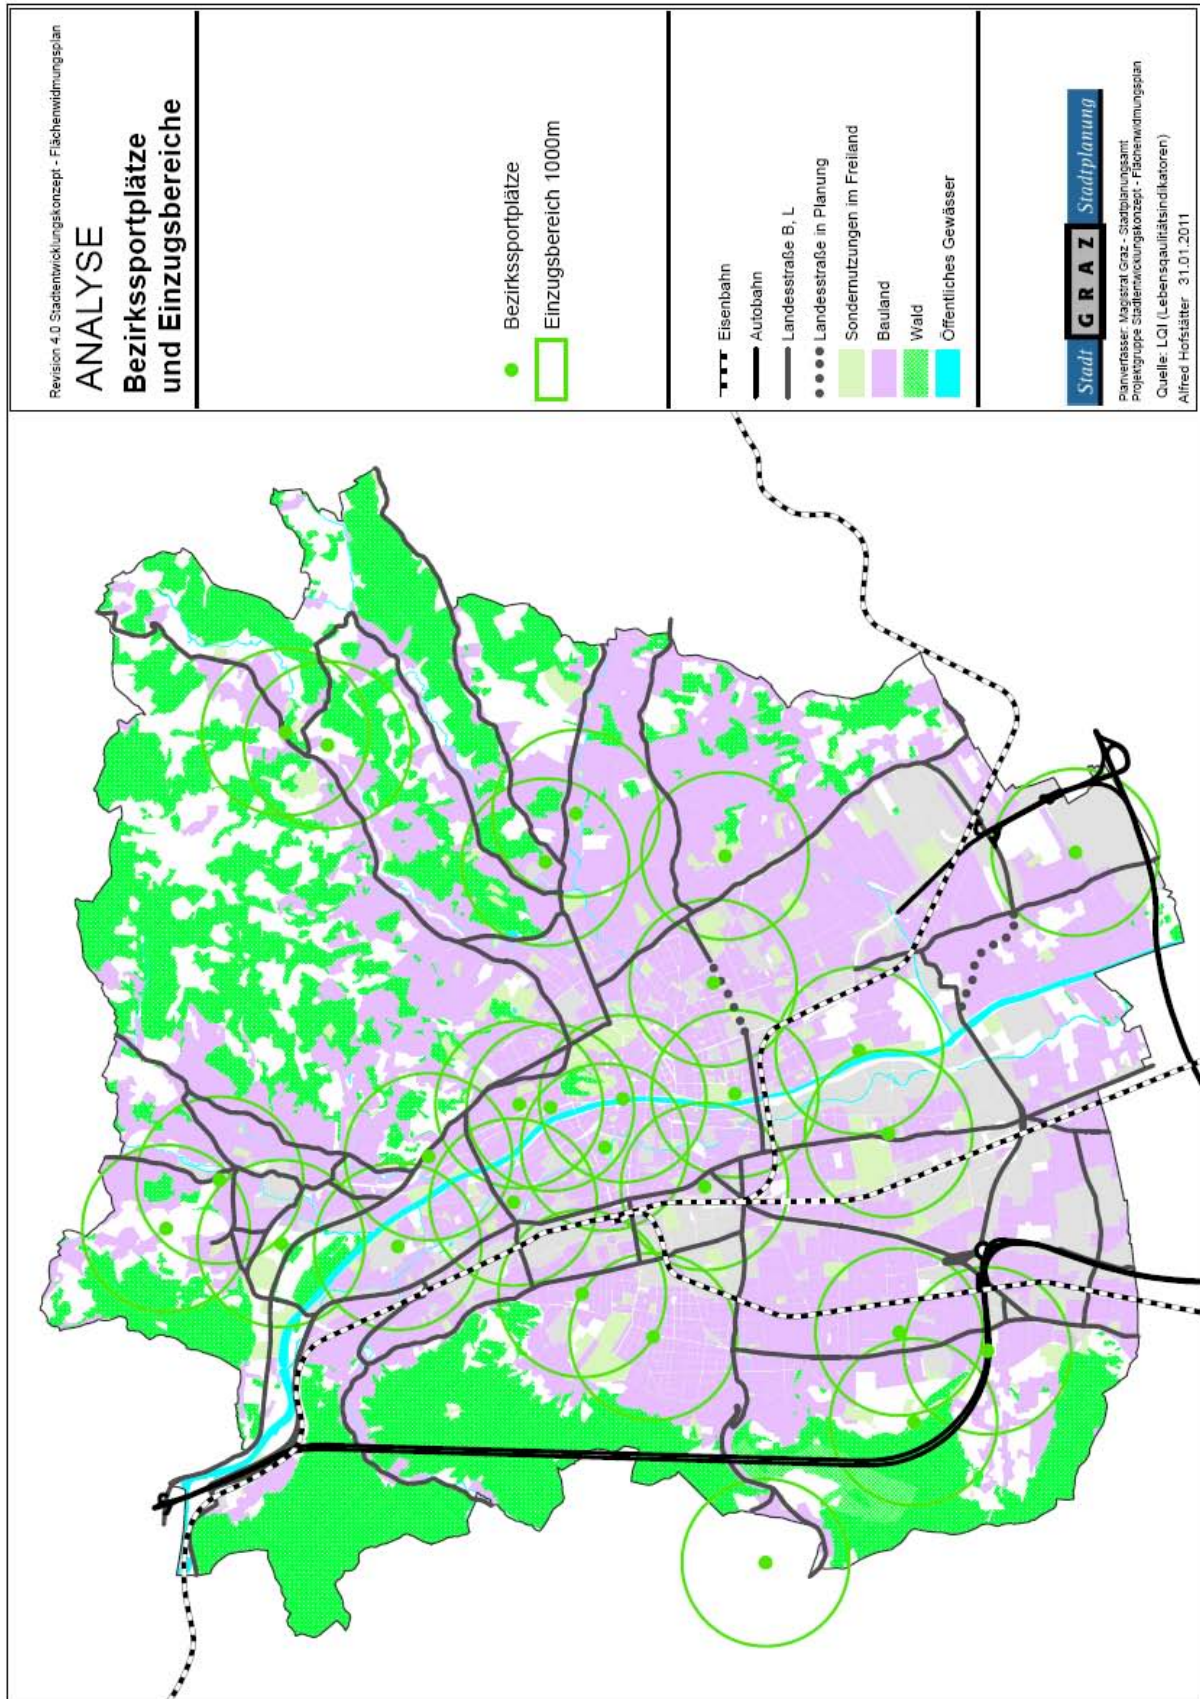 Revision 4.0 Stadtentwicklungskonzept - Flächenwidmungsplan
ANALYSE
Bezirkssportplätze
und Einzugsbereiche
Bezirkssportplätze
Einzugsbereich 1000m
Eisenbahn
Autobahn
Landesstraße B, L
Landesstraße in Planung
Sondernutzungen im Freiland
Bauland
Wald
Öffentliches Gewässer
Stadt GRAZ Stadtplanung
Planverfasser: Magistrat Graz - Stadtplanungsamt
Projektgruppe Stadtentwicklungskonzept - Flächenwidmungsplan
Quelle: LQI (Lebensqaulitätsindikatoren)
Alfred Hofstätter 31.01.2011